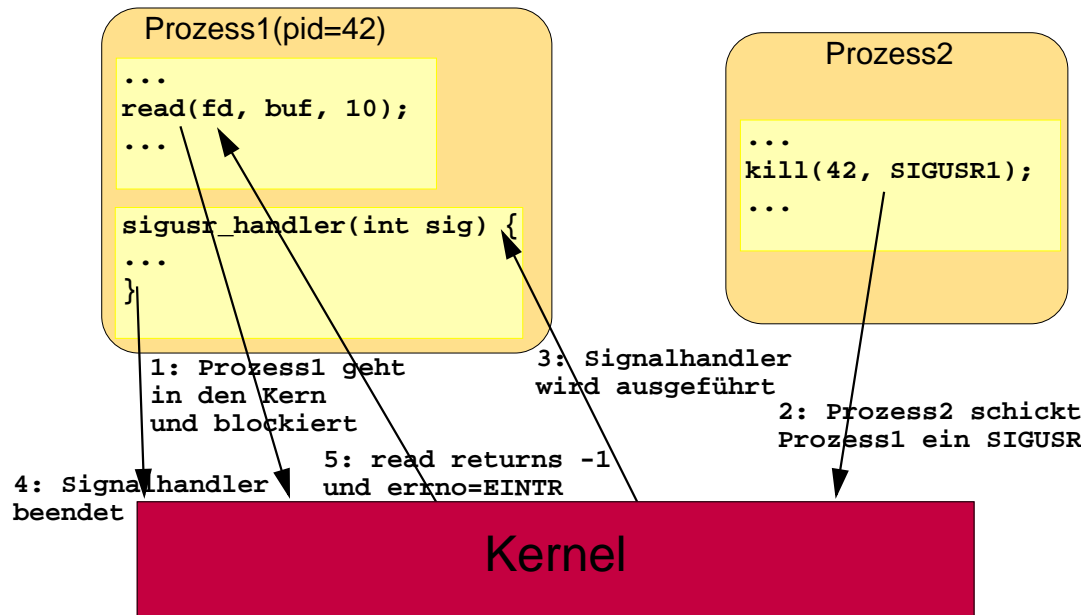 Prozess1(pid=42)
...
read(fd, buf, 10);
...
sigusr_handler(int sig) {
...
}
Prozess2
...
kill(42, SIGUSR1);
...
1: Prozess1 geht
in den Kern
und blockiert
3: Signalhandler
wird ausgeführt
2: Prozess2 schickt
Prozess1 ein SIGUSR
4: Signalhandler
beendet
5: read returns -1
und errno=EINTR
Kernel